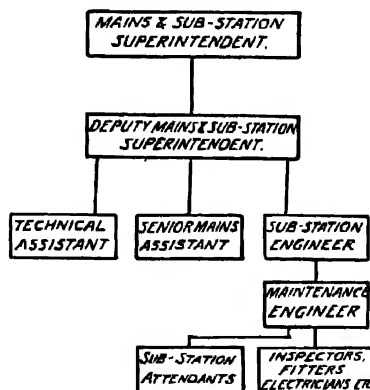 MAINS & SUB-STATION
SUPERINTENDENT.
DEPUTY MAINS & SUB-STATION
SUPERINTENDENT.
TECHNICAL
ASSISTANT
SENIOR MAINS
ASSISTANT
SUB-STATION
ENGINEER
MAINTENANCE
ENGINEER
SUB-STATION
ATTENDANTS
INSPECTORS,
FITTERS
ELECTRICIANS ETC